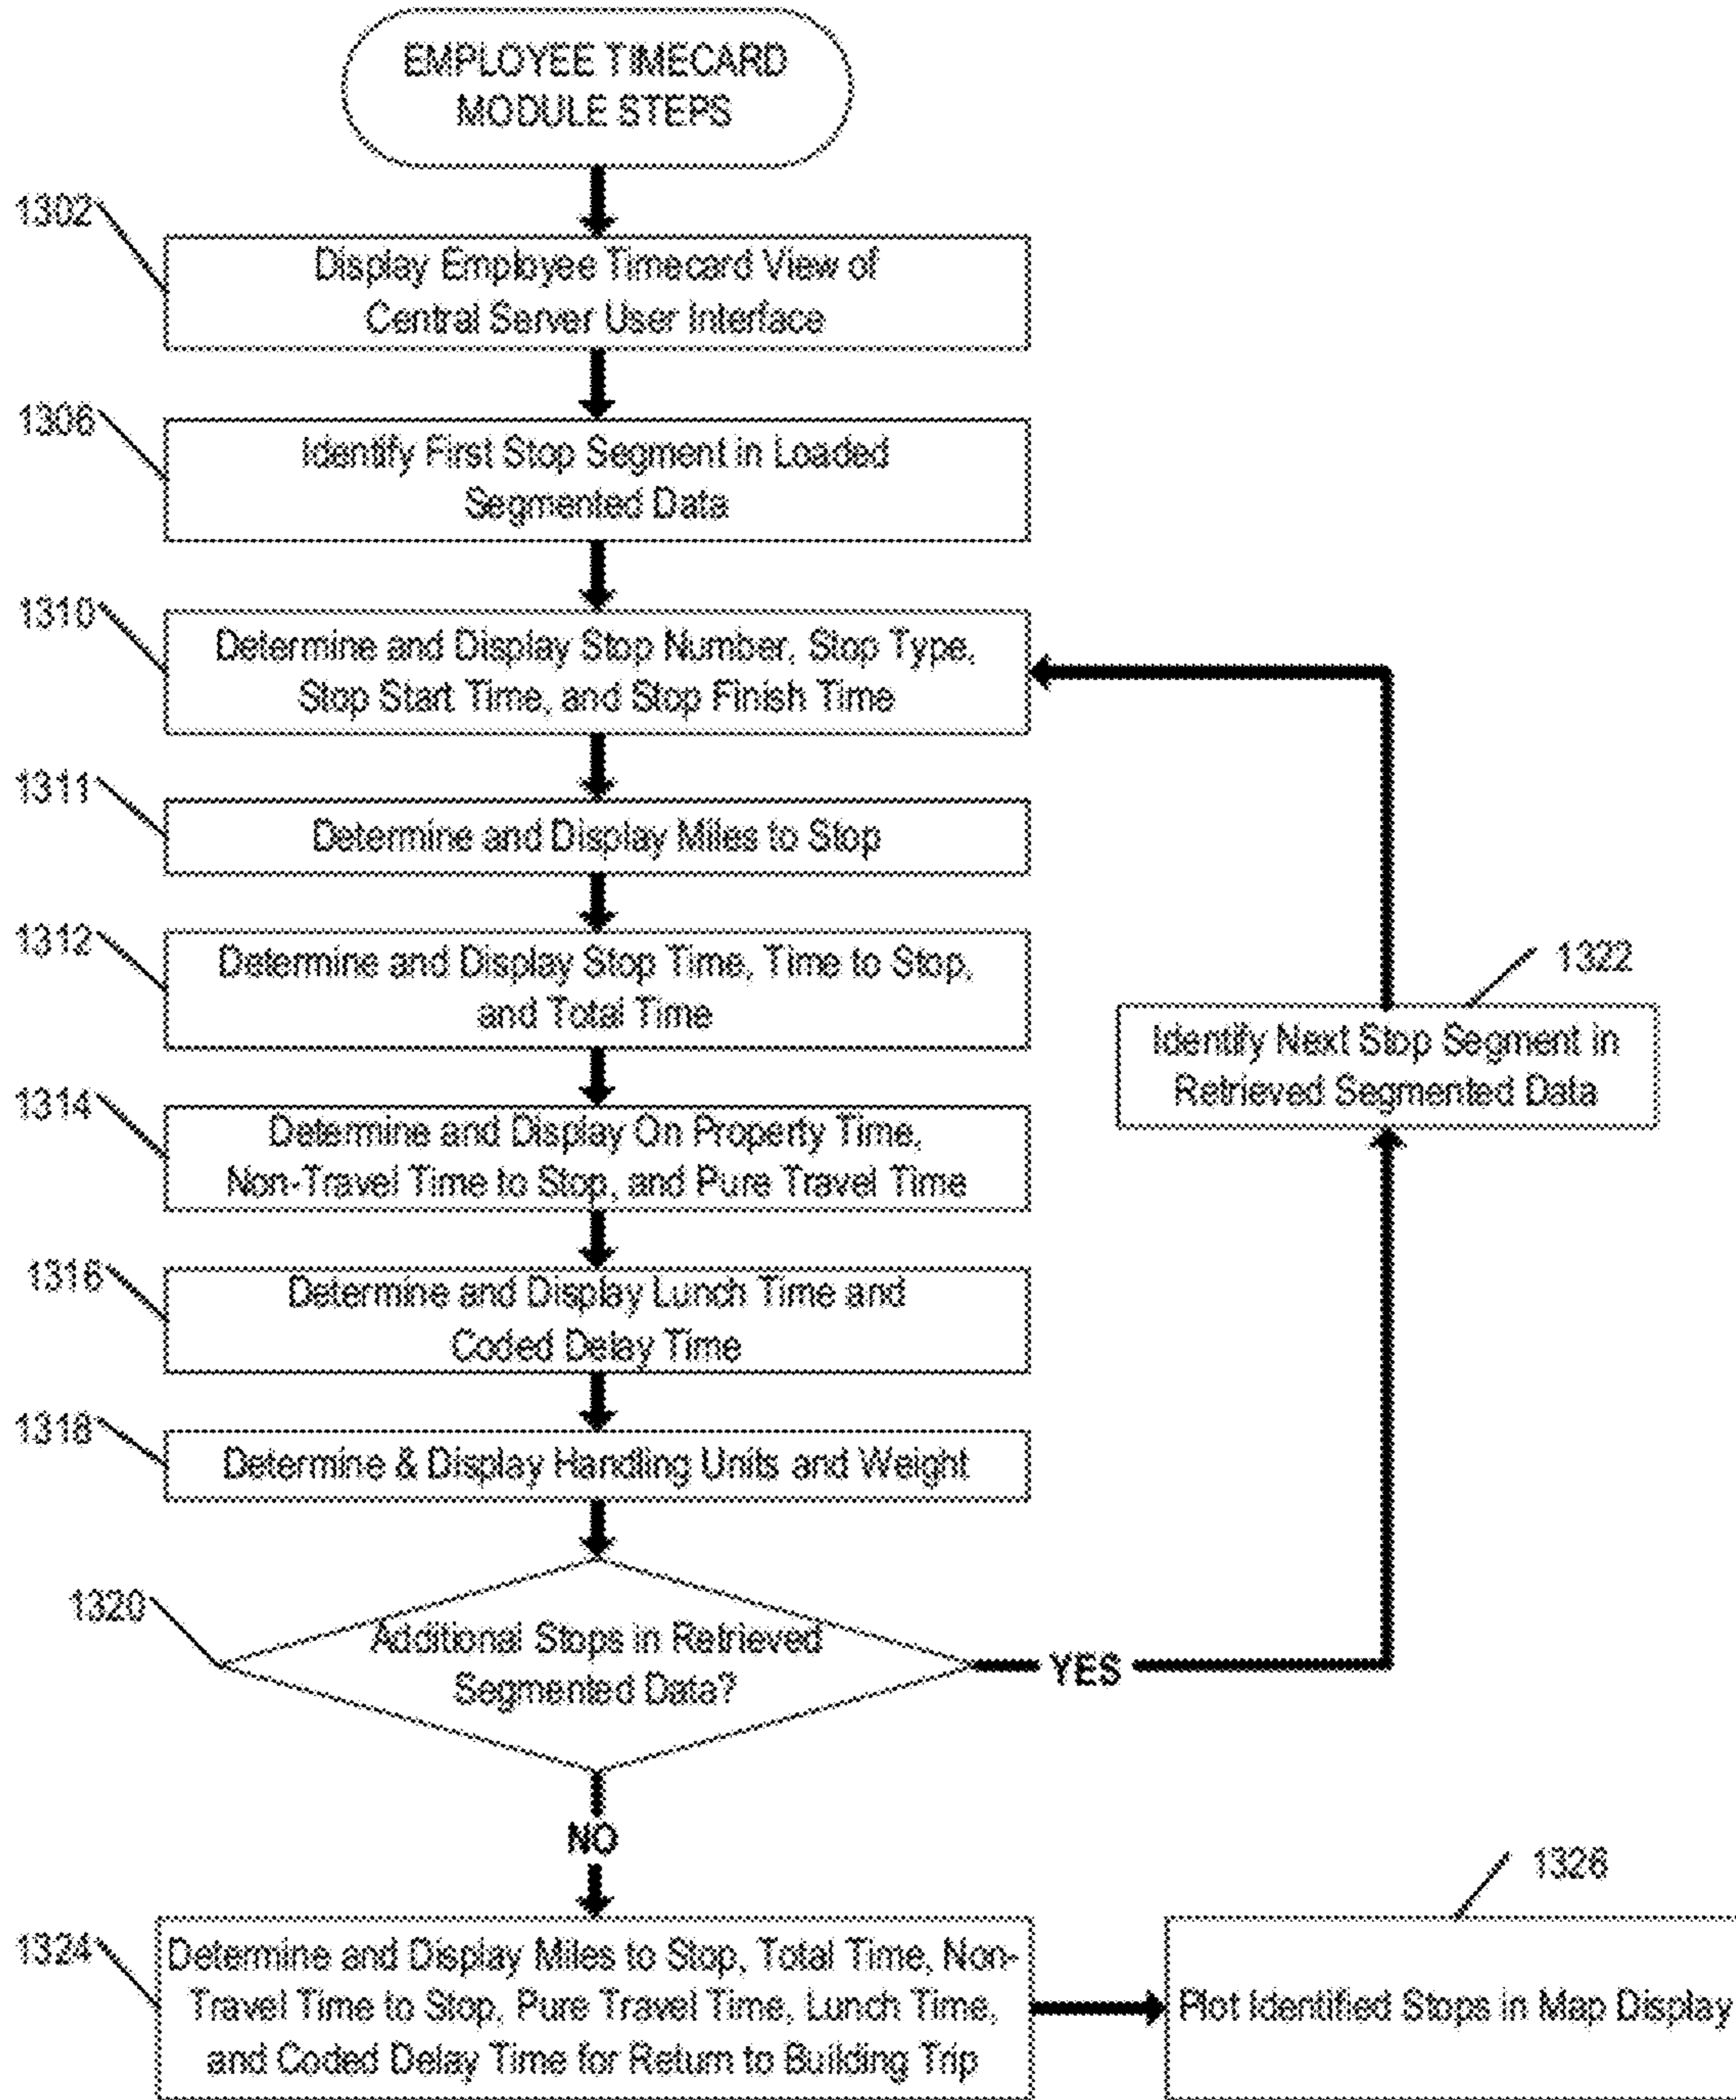 EMPLOYEE TIMECARD
MODULE STEPS
1302
Display Employee Timecard View of
Central Server User Interface
1306
Identify First Stop Segment in Loaded
Segmented Data
1310
Determine and Display Stop Number, Stop Type,
Stop Start Time, and Stop Finish Time
1311
Determine and Display Miles to Stop
1312
Determine and Display Stop Time, Time to Stop,
and Total Time
1322
Identify Next Stop Segment in
Retrieved Segmented Data
1314
Determine and Display On Property Time,
Non-Travel Time to Stop, and Pure Travel Time
1316
Determine and Display Lunch Time and
Coded Delay Time
1318
Determine & Display Handling Units and Weight
1320
Additional Stops in Retrieved
Segmented Data?
YES
NO
1324
Determine and Display Miles to Stop, Total Time, Non-
Travel Time to Stop, Pure Travel Time, Lunch Time,
and Coded Delay Time for Return to Building Trip
1326
Plot Identified Stops in Map Display